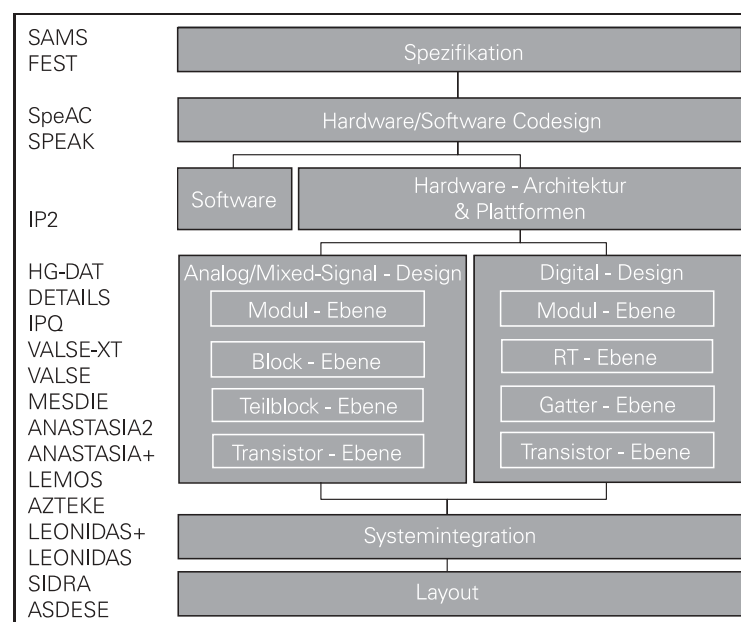 SAMS
FEST
SpeAC
SPEAK
IP2
HG-DAT
DETAILS
IPQ
VALSE-XT
VALSE
MESDIE
ANASTASIA2
ANASTASIA+
LEMOS
AZTEKE
LEONIDAS+
LEONIDAS
SIDRA
ASDESE
Spezifikation
Hardware/Software Codesign
Software
Hardware - Architektur
& Plattformen
Analog/Mixed-Signal - Design
Modul - Ebene
Block - Ebene
Teilblock - Ebene
Transistor - Ebene
Digital - Design
Modul - Ebene
RT - Ebene
Gatter - Ebene
Transistor - Ebene
Systemintegration
Layout